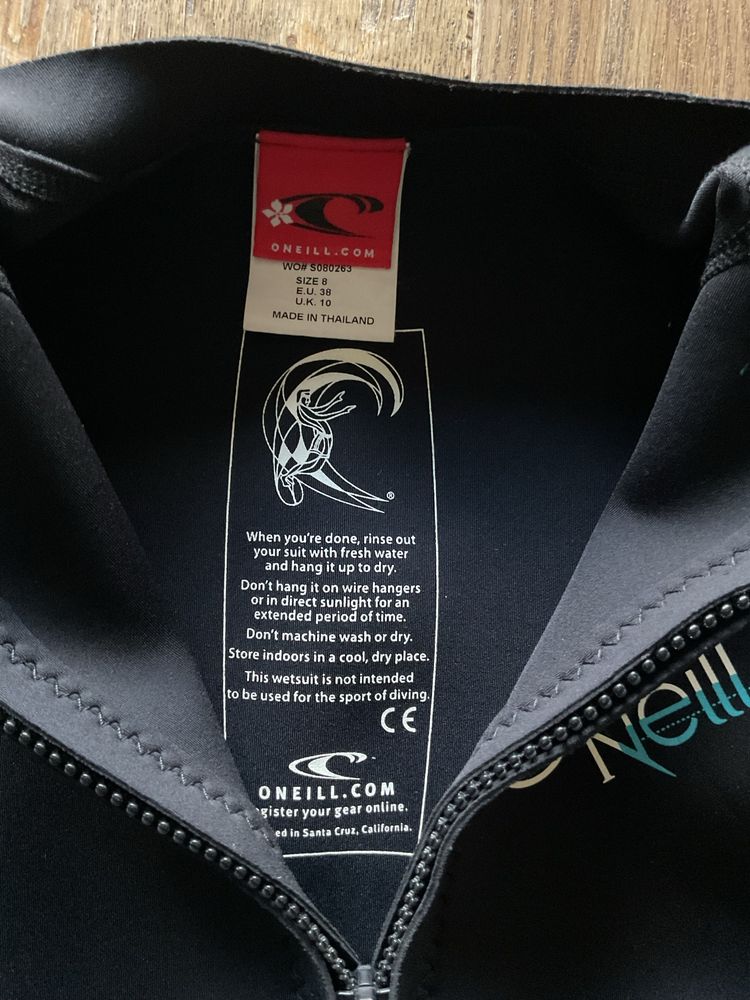 ONEILL.COM
WO# S080263
SIZE 8
E.U. 38
U.K. 10
MADE IN THAILAND
®
When you're done, rinse out
your suit with fresh water
and hang it up to dry.
Don't hang it on wire hangers
or in direct sunlight for an
extended period of time.
Don't machine wash or dry.
Store indoors in a cool, dry place.
This wetsuit is not intended
to be used for the sport of diving.
CE
O'Neill
ONEILL.COM
gister your gear online.
ed in Santa Cruz, California.